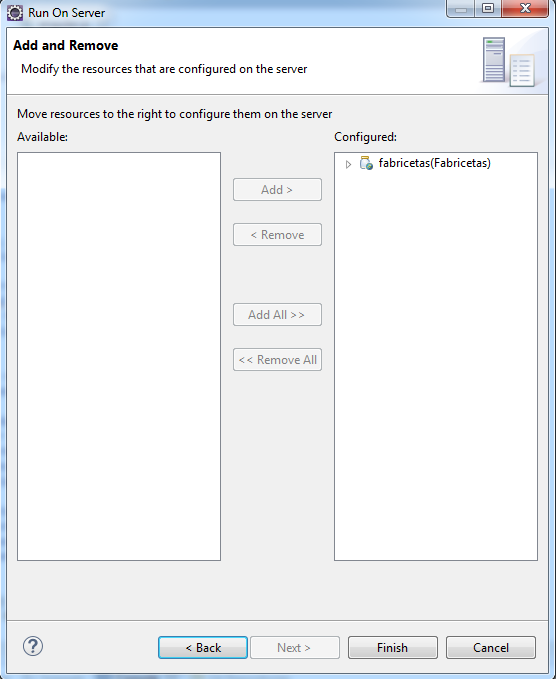 Run On Server
Add and Remove
Modify the resources that are configured on the server
Move resources to the right to configure them on the server
Available:
Configured:
fabricetas(Fabricetas)
Add >
< Remove
Add All >>
<< Remove All
?
< Back
Next >
Finish
Cancel